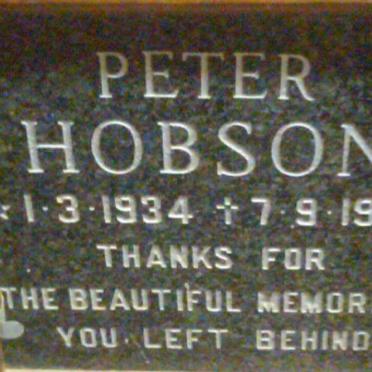 PETER
HOBSON
1·3·1934 †7·9·19
THANKS FOR
THE BEAUTIFUL MEMOR
YOU LEFT BEHIND